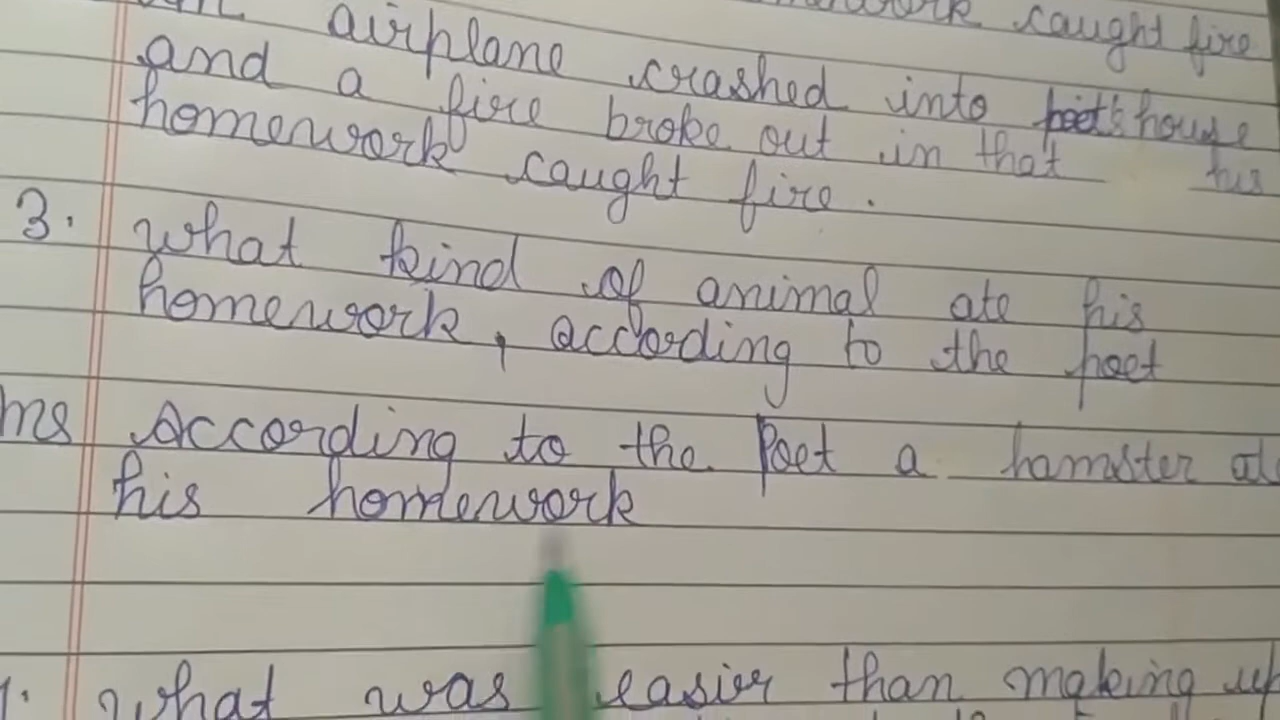 caught fire
airplane crashed into poet's house
and a fire broke out in that his
homework caught fire.
3. what kind of animal ate his
homework, according to the poet
According to the Poet a hamster
his homework
what was easier than making up